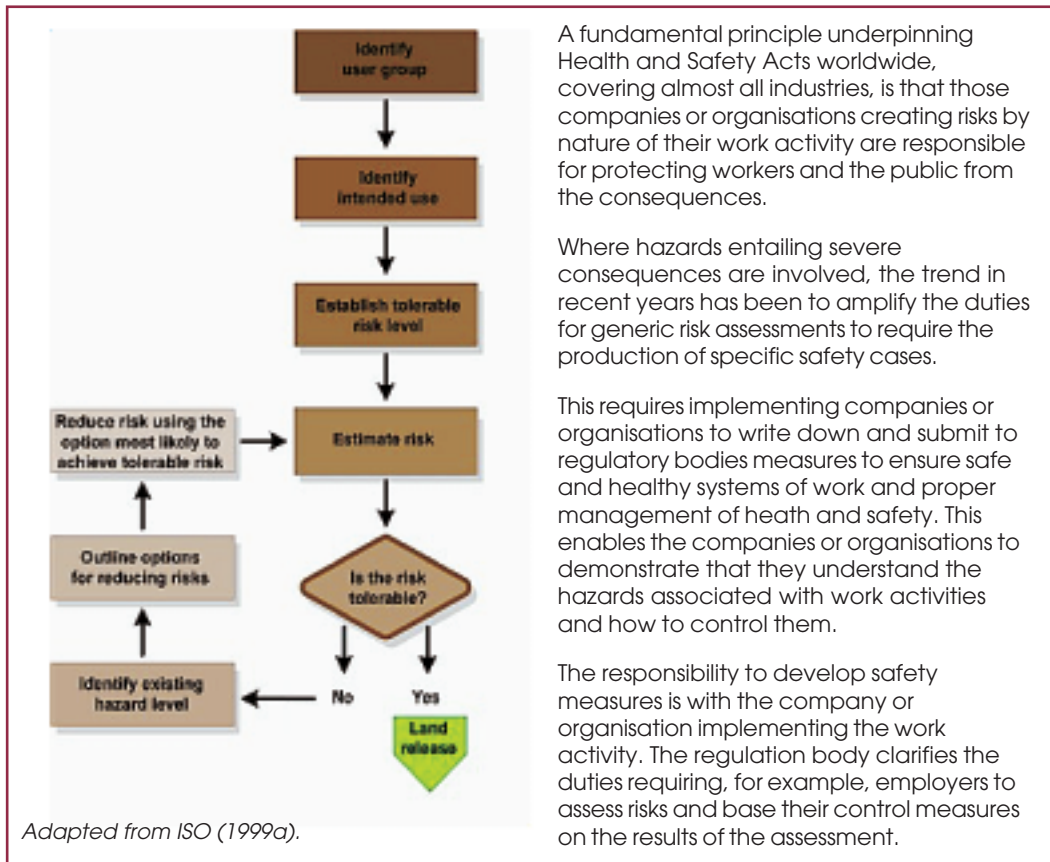 Identify
user group
Identify
intended use
Establish tolerable
risk level
Estimate risk
Is the risk
tolerable?
No
Yes
Land
release
Identify existing
hazard level
Outline options
for reducing risks
Reduce risk using the
option most likely to
achieve tolerable risk
Adapted from ISO (1999a).
A fundamental principle underpinning
Health and Safety Acts worldwide,
covering almost all industries, is that those
companies or organisations creating risks by
nature of their work activity are responsible
for protecting workers and the public from
the consequences.
Where hazards entailing severe
consequences are involved, the trend in
recent years has been to amplify the duties
for generic risk assessments to require the
production of specific safety cases.
This requires implementing companies or
organisations to write down and submit to
regulatory bodies measures to ensure safe
and healthy systems of work and proper
management of heath and safety. This
enables the companies or organisations to
demonstrate that they understand the
hazards associated with work activities
and how to control them.
The responsibility to develop safety
measures is with the company or
organisation implementing the work
activity. The regulation body clarifies the
duties requiring, for example, employers to
assess risks and base their control measures
on the results of the assessment.